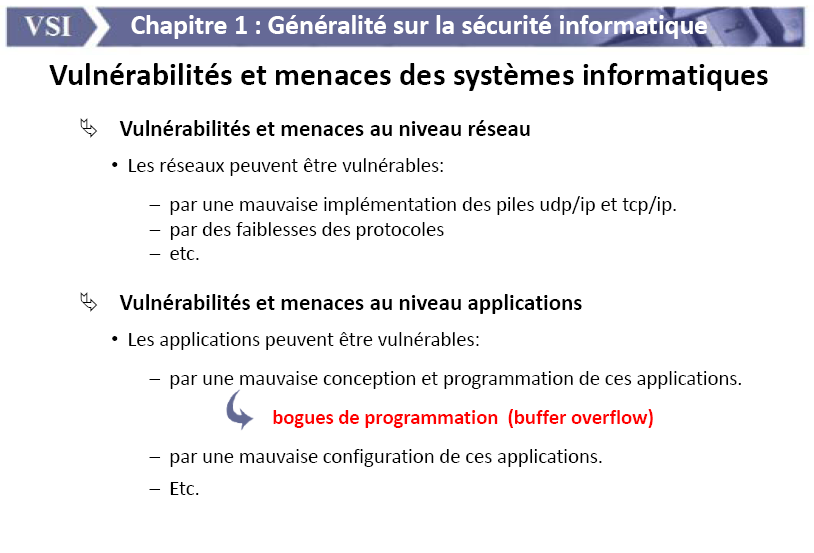 VSI
Chapitre 1 : Généralité sur la sécurité informatique
Vulnérabilités et menaces des systèmes informatiques
Vulnérabilités et menaces au niveau réseau
• Les réseaux peuvent être vulnérables:
– par une mauvaise implémentation des piles udp/ip et tcp/ip.
– par des faiblesses des protocoles
– etc.
Vulnérabilités et menaces au niveau applications
• Les applications peuvent être vulnérables:
– par une mauvaise conception et programmation de ces applications.
bogues de programmation (buffer overflow)
– par une mauvaise configuration de ces applications.
– Etc.